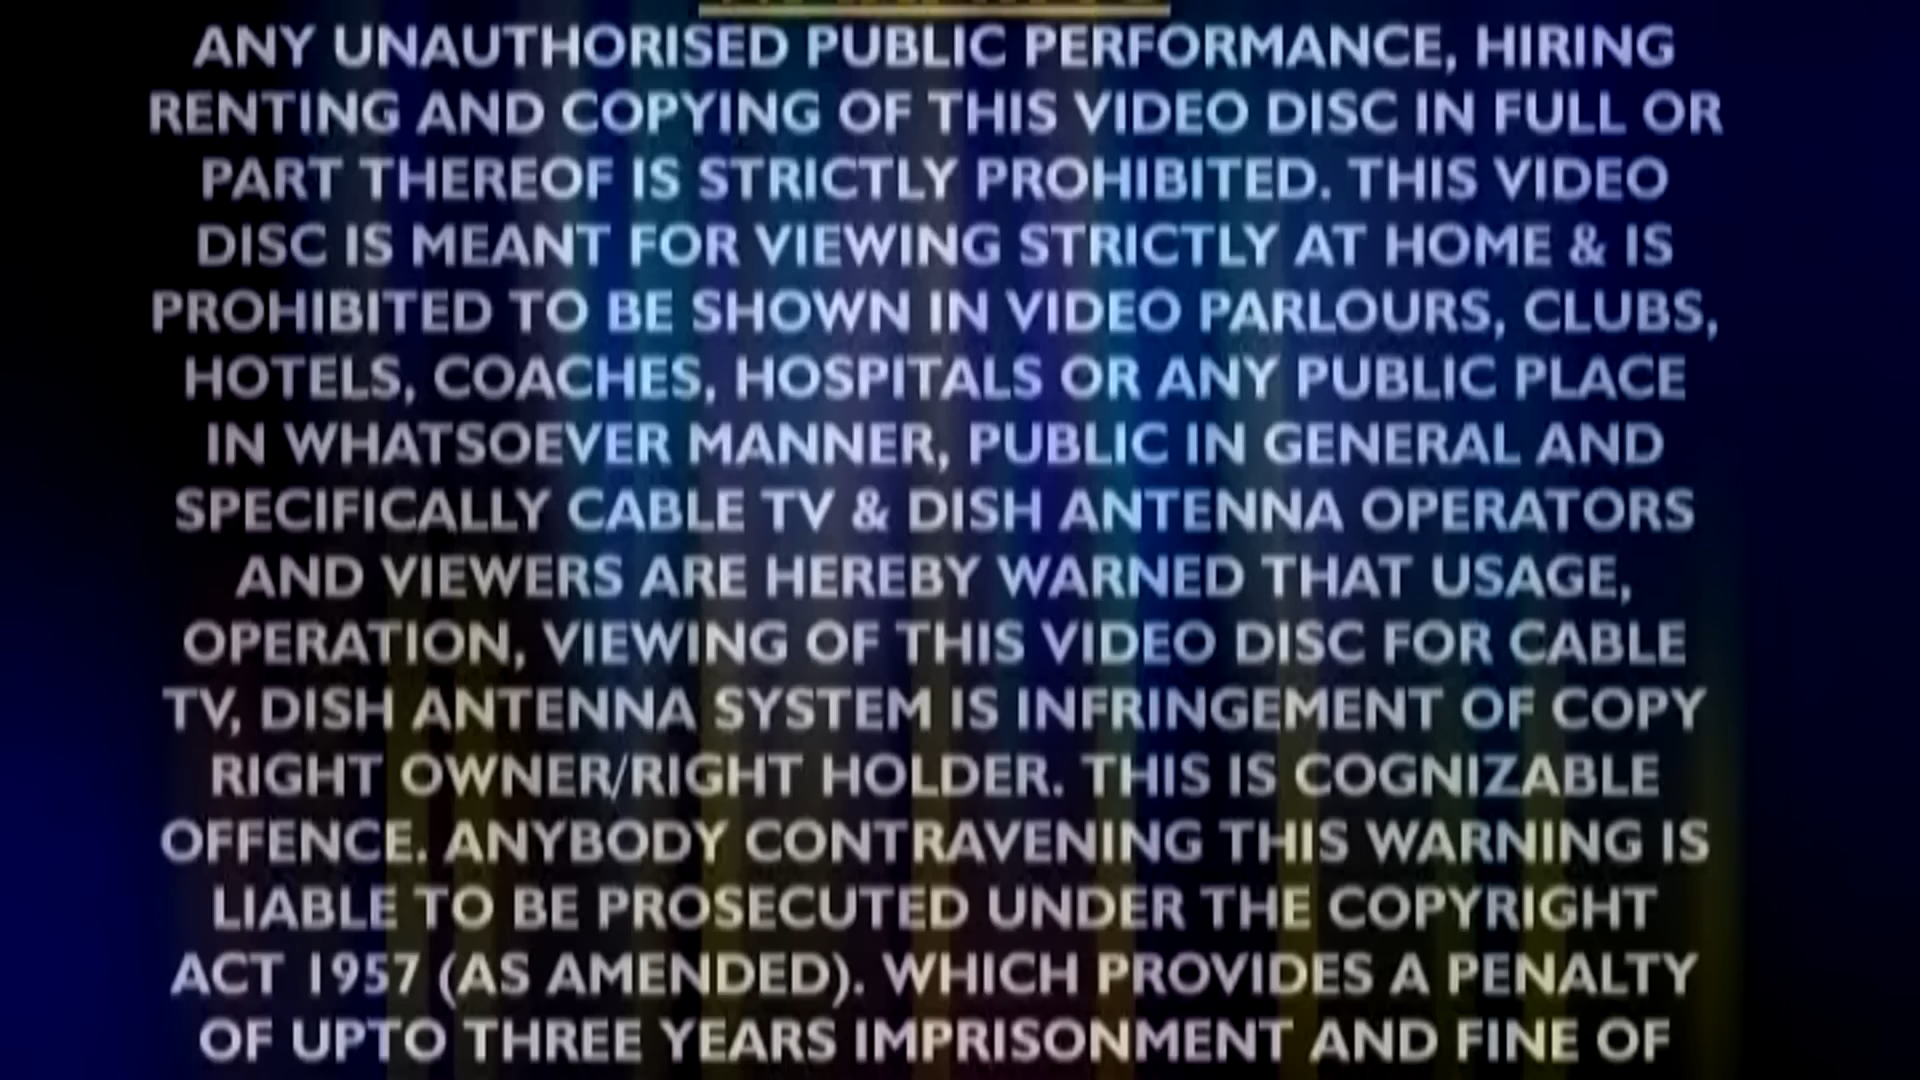 ANY UNAUTHORISED PUBLIC PERFORMANCE, HIRING
RENTING AND COPYING OF THIS VIDEO DISC IN FULL OR
PART THEREOF IS STRICTLY PROHIBITED. THIS VIDEO
DISC IS MEANT FOR VIEWING STRICTLY AT HOME & IS
PROHIBITED TO BE SHOWN IN VIDEO PARLOURS, CLUBS,
HOTELS, COACHES, HOSPITALS OR ANY PUBLIC PLACE
IN WHATSOEVER MANNER, PUBLIC IN GENERAL AND
SPECIFICALLY CABLE TV & DISH ANTENNA OPERATORS
AND VIEWERS ARE HEREBY WARNED THAT USAGE,
OPERATION, VIEWING OF THIS VIDEO DISC FOR CABLE
TV, DISH ANTENNA SYSTEM IS INFRINGEMENT OF COPY
RIGHT OWNER/RIGHT HOLDER. THIS IS COGNIZABLE
OFFENCE. ANYBODY CONTRAVENING THIS WARNING IS
LIABLE TO BE PROSECUTED UNDER THE COPYRIGHT
ACT 1957 (AS AMENDED). WHICH PROVIDES A PENALTY
OF UPTO THREE YEARS IMPRISONMENT AND FINE OF